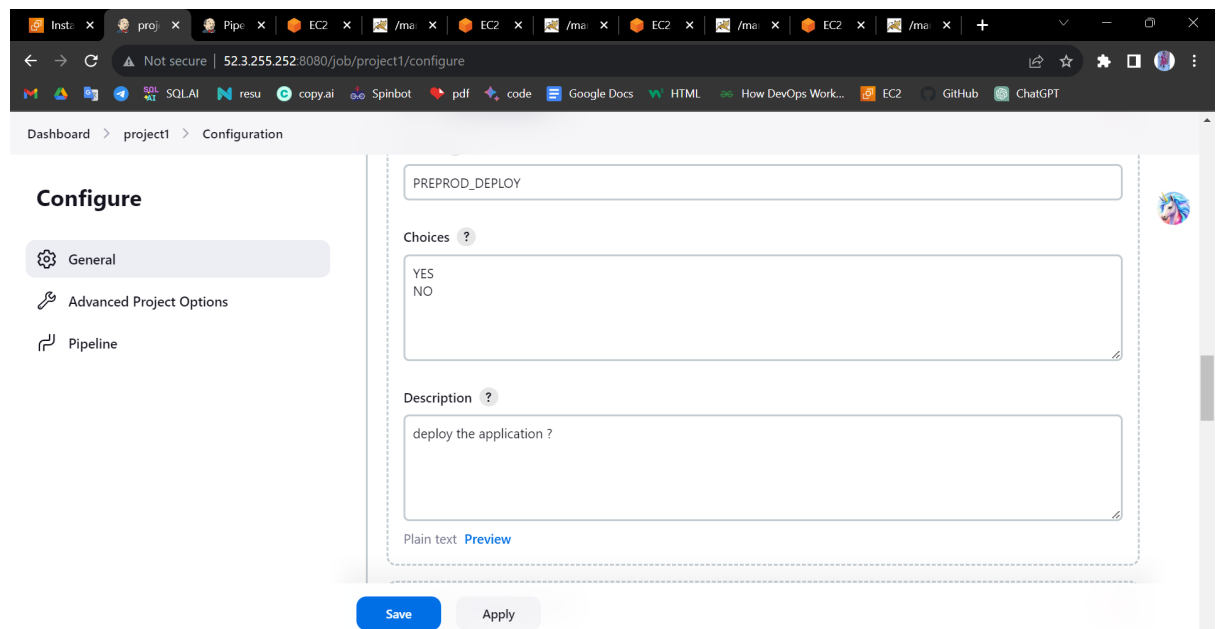 Insta
proj
Pipe
EC2
/ma
EC2
/ma
EC2
/ma
EC2
/ma
Not secure | 52.3.255.252:8080/job/project1/configure
SQL.AI resu copy.ai Spinbot pdf code Google Docs HTML How DevOps Work... EC2 GitHub ChatGPT
Dashboard > project1 > Configuration
Configure
General
Advanced Project Options
Pipeline
PREPROD_DEPLOY
Choices ?
YES
NO
Description ?
deploy the application ?
Plain text Preview
Save Apply